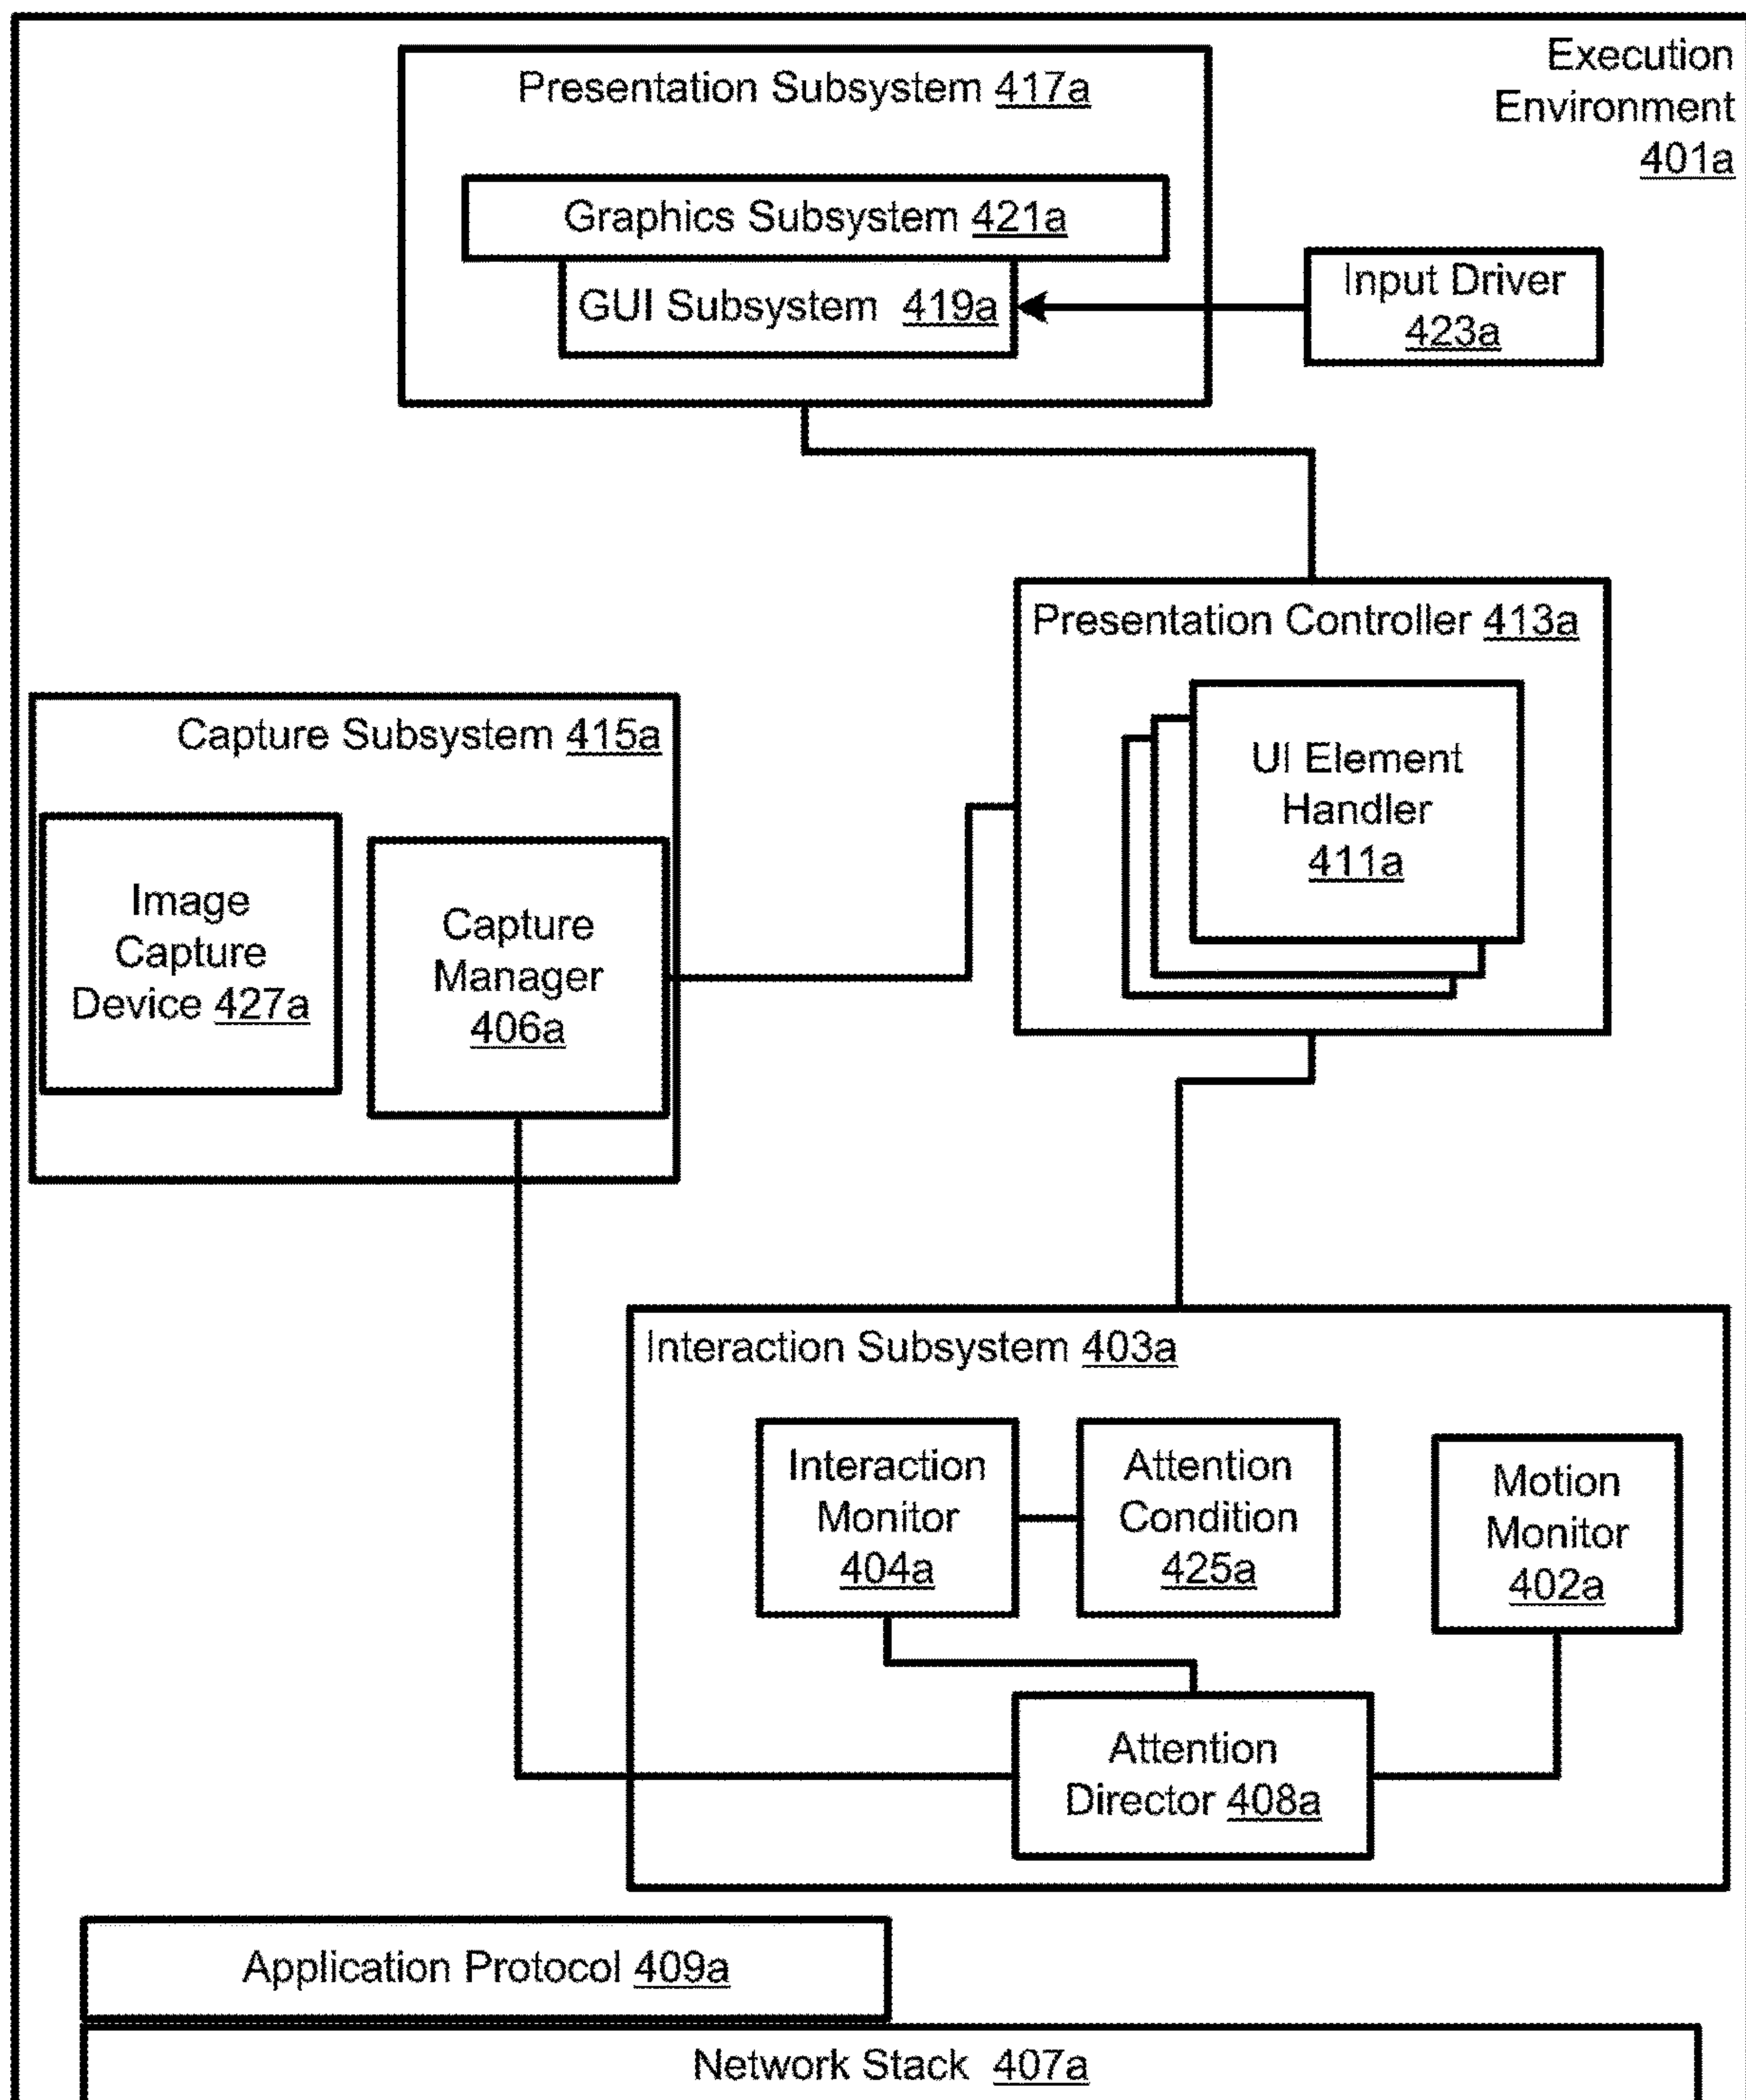 Execution
Environment
401a
Presentation Subsystem 417a
Graphics Subsystem 421a
GUI Subsystem 419a
Input Driver
423a
Presentation Controller 413a
UI Element
Handler
411a
Capture Subsystem 415a
Image
Capture
Device 427a
Capture
Manager
406a
Interaction Subsystem 403a
Interaction
Monitor
404a
Attention
Condition
425a
Motion
Monitor
402a
Attention
Director 408a
Application Protocol 409a
Network Stack 407a